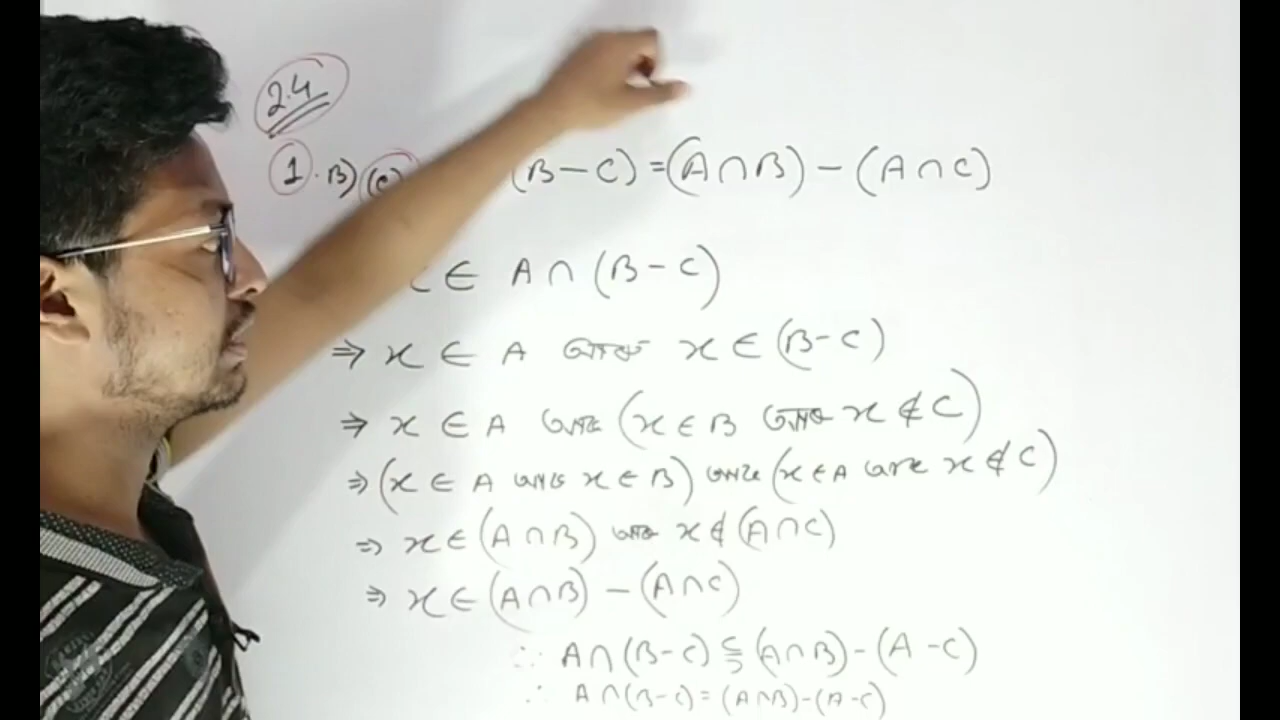 2.4
1. B) (C) (B-C) = (A∩B) - (A∩C)
∈ A∩(B-C)
⇒ x ∈ A এবং x ∈ (B-C)
⇒ x ∈ A এবং (x ∈ B এবং x ∉ C)
⇒ (x ∈ A এবং x ∈ B) এবং (x ∈ A এবং x ∉ C)
⇒ x ∈ (A∩B) এবং x ∉ (A∩C)
⇒ x ∈ (A∩B) - (A∩C)
∴ A∩(B-C) (A∩B)-(A-C)
∴ A∩(B-C) = (A∩B)-(A-C)